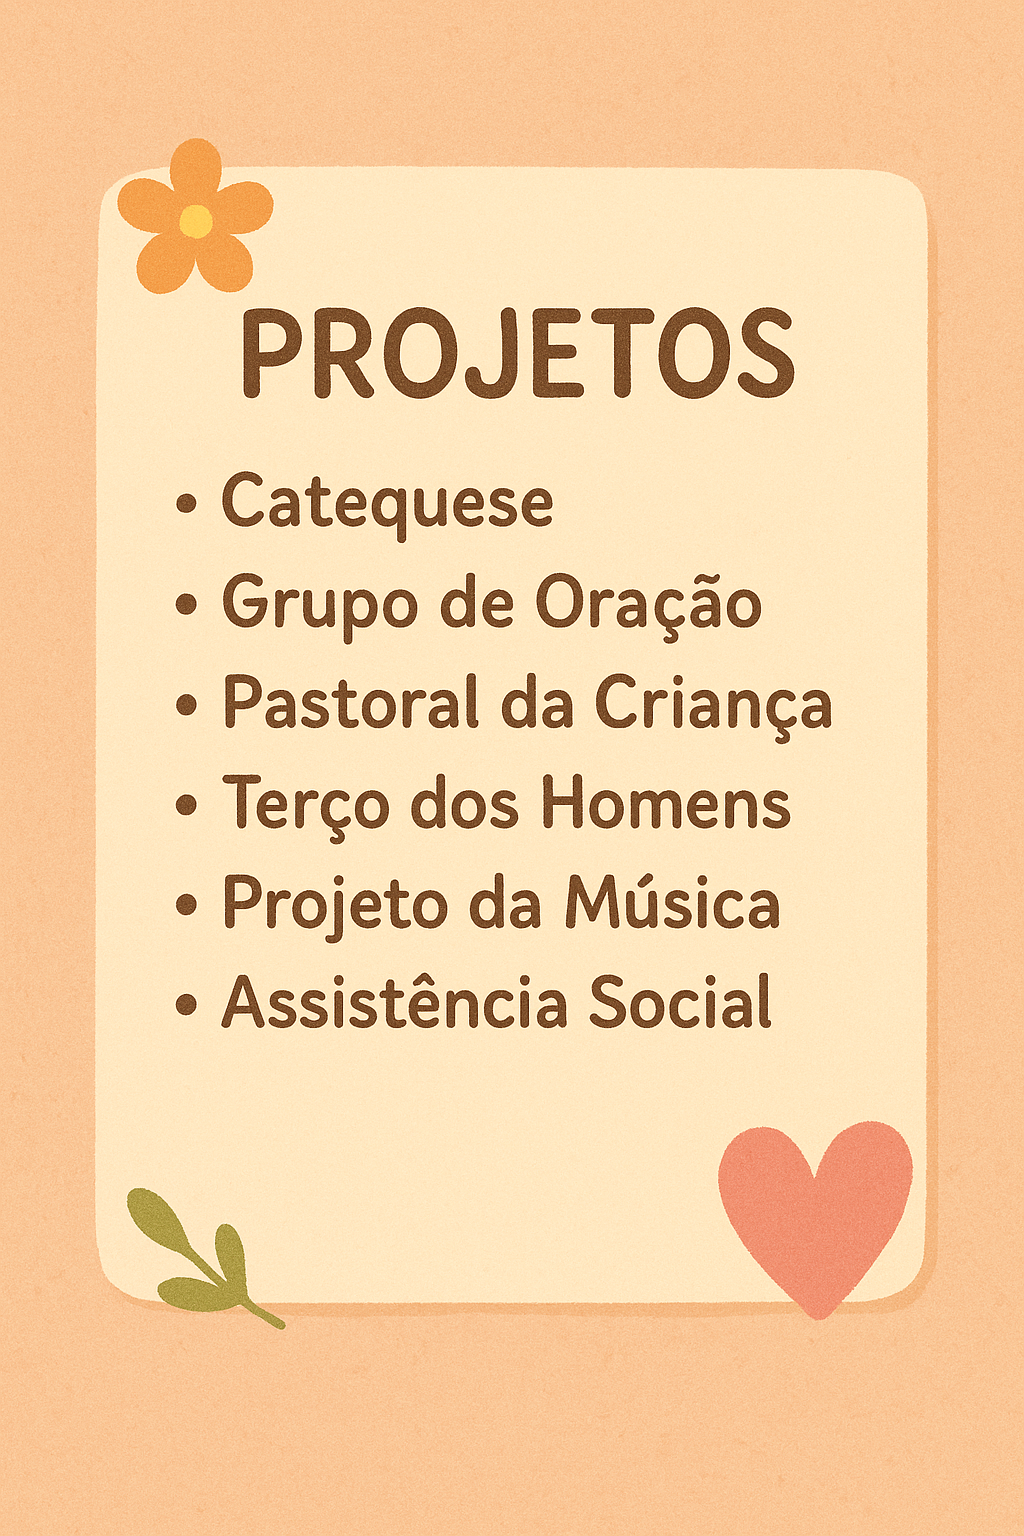 PROJETOS
• Catequese
• Grupo de Oração
• Pastoral da Criança
• Terço dos Homens
• Projeto da Música
• Assistência Social